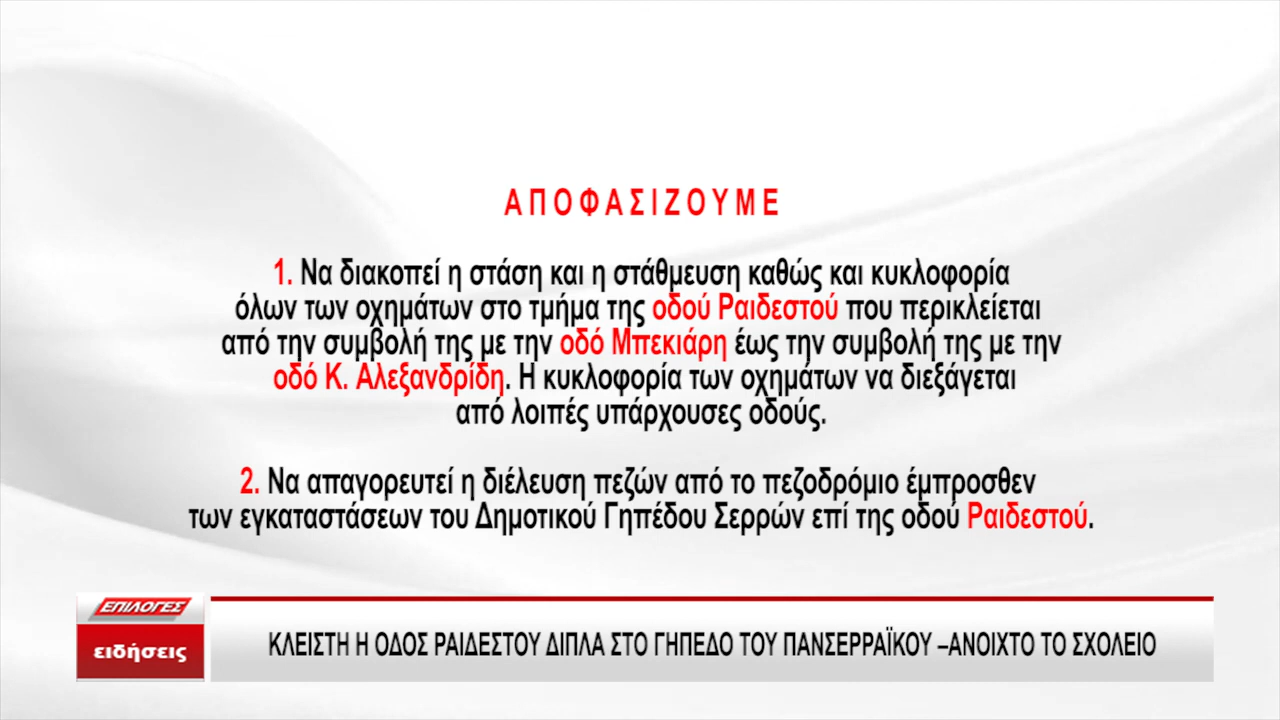 ΑΠΟΦΑΣΙΖΟΥΜΕ
1. Να διακοπεί η στάση και η στάθμευση καθώς και κυκλοφορία
όλων των οχημάτων στο τμήμα της οδού Ραιδεστού που περικλείεται
από την συμβολή της με την οδό Μπεκιάρη έως την συμβολή της με την
οδό Κ. Αλεξανδρίδη. Η κυκλοφορία των οχημάτων να διεξάγεται
από λοιπές υπάρχουσες οδούς.
2. Να απαγορευτεί η διέλευση πεζών από το πεζοδρόμιο έμπροσθεν
των εγκαταστάσεων του Δημοτικού Γηπέδου Σερρών επί της οδού Ραιδεστού.
ΕΠΙΛΟΓΕΣ
ειδήσεις
ΚΛΕΙΣΤΗ Η ΟΔΟΣ ΡΑΙΔΕΣΤΟΥ ΔΙΠΛΑ ΣΤΟ ΓΗΠΕΔΟ ΤΟΥ ΠΑΝΣΕΡΡΑΪΚΟΥ –ΑΝΟΙΧΤΟ ΤΟ ΣΧΟΛΕΙΟ